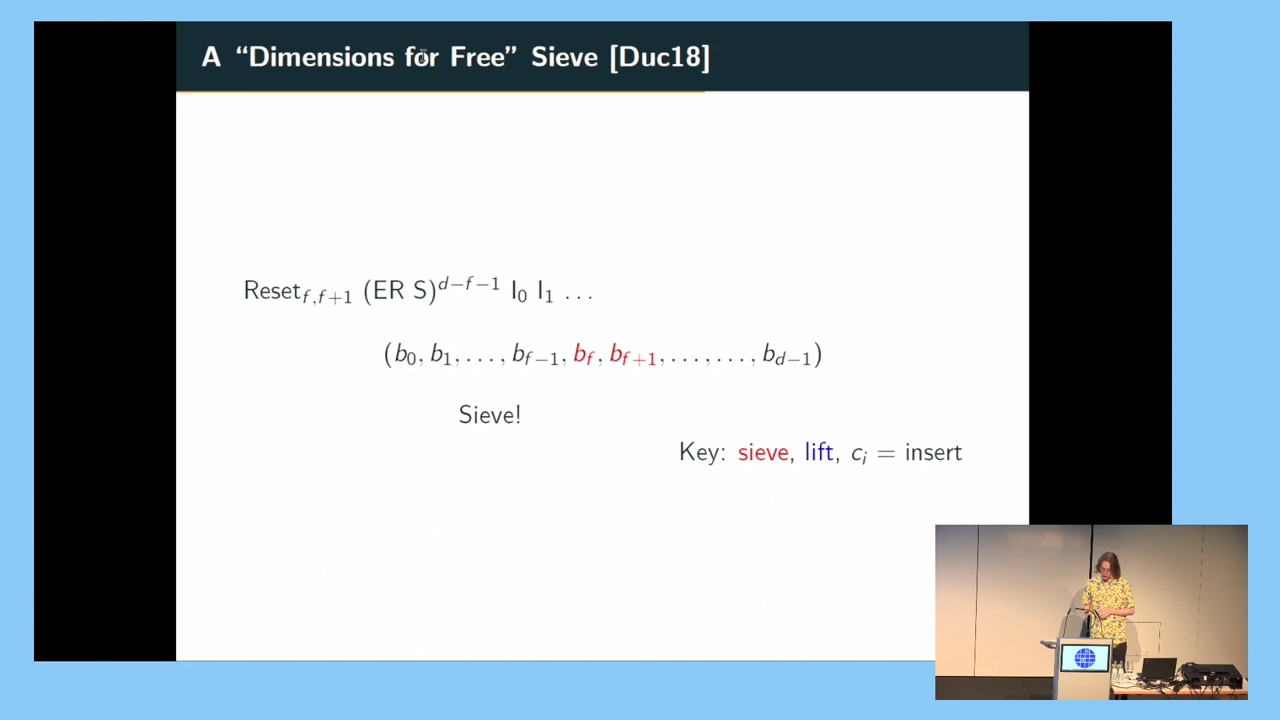 A “Dimensions for Free” Sieve [Duc18]
Reset_{f,f+1} (ER S)^{d−f−1} I_0 I_1 …
(b_0, b_1, …, b_{f−1}, b_f, b_{f+1}, …, …, b_{d−1})
Sieve!
Key: sieve, lift, c_i = insert